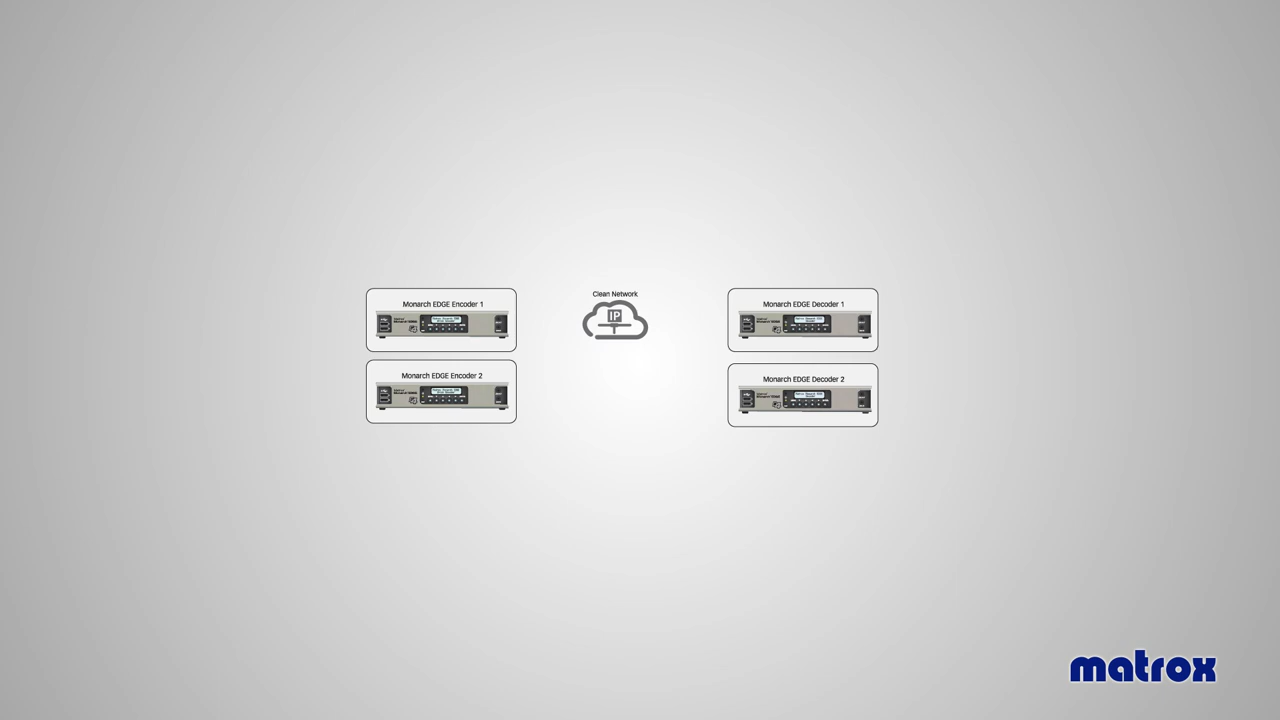 Clean Network
IP
Monarch EDGE Encoder 1
Monarch EDGE Decoder 1
Monarch EDGE Encoder 2
Monarch EDGE Decoder 2
matrox